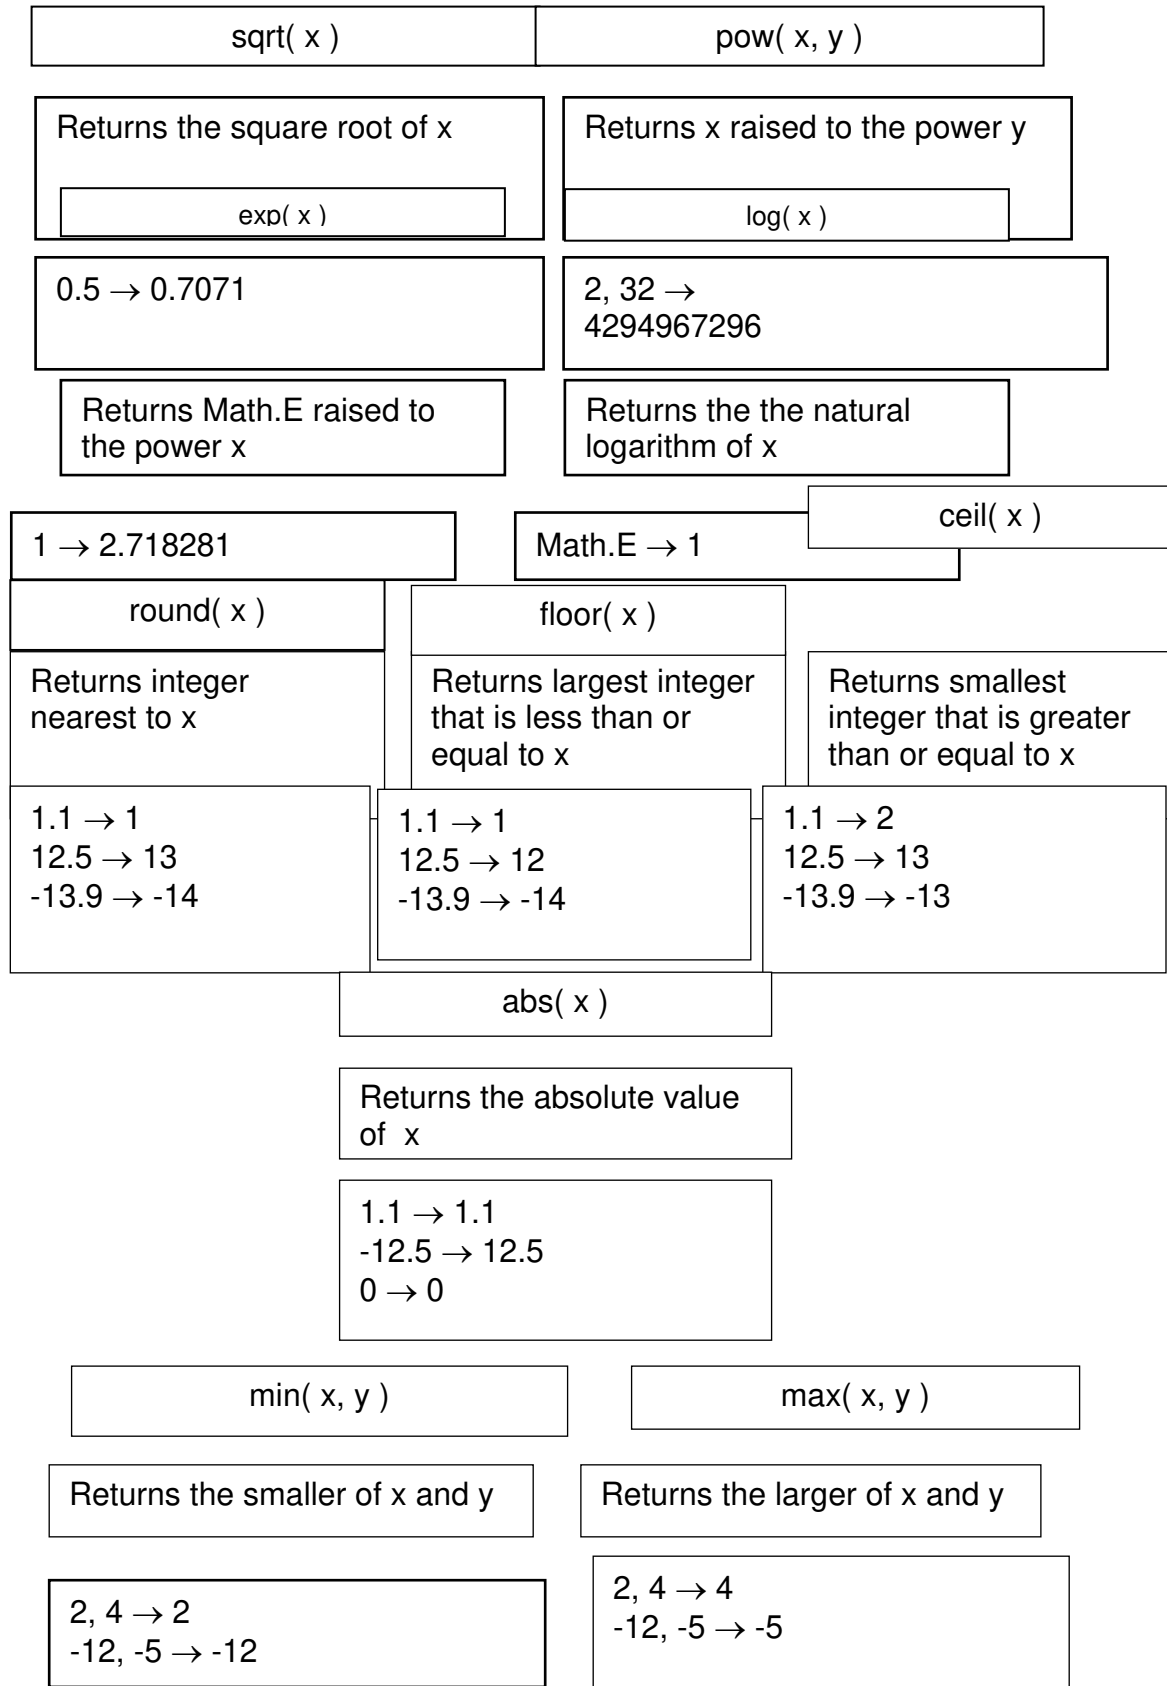 sqrt( x )
pow( x, y )
Returns the square root of x
Returns x raised to the power y
exp( x )
log( x )
0.5 → 0.7071
2, 32 →
4294967296
Returns Math.E raised to
the power x
Returns the the natural
logarithm of x
ceil( x )
1 → 2.718281
Math.E → 1
round( x )
floor( x )
Returns integer
nearest to x
Returns largest integer
that is less than or
equal to x
Returns smallest
integer that is greater
than or equal to x
1.1 → 1
12.5 → 13
-13.9 → -14
1.1 → 1
12.5 → 12
-13.9 → -14
1.1 → 2
12.5 → 13
-13.9 → -13
abs( x )
Returns the absolute value
of  x
1.1 → 1.1
-12.5 → 12.5
0 → 0
min( x, y )
max( x, y )
Returns the smaller of x and y
Returns the larger of x and y
2, 4 → 2
-12, -5 → -12
2, 4 → 4
-12, -5 → -5